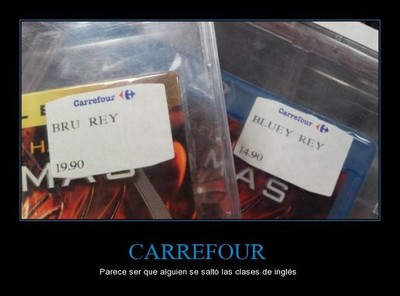 Carrefour
BRU REY
19.90
MAS
Carrefour
BLUEY REY
14.90
MAS
CARREFOUR
Parece ser que alguien se saltó las clases de inglés